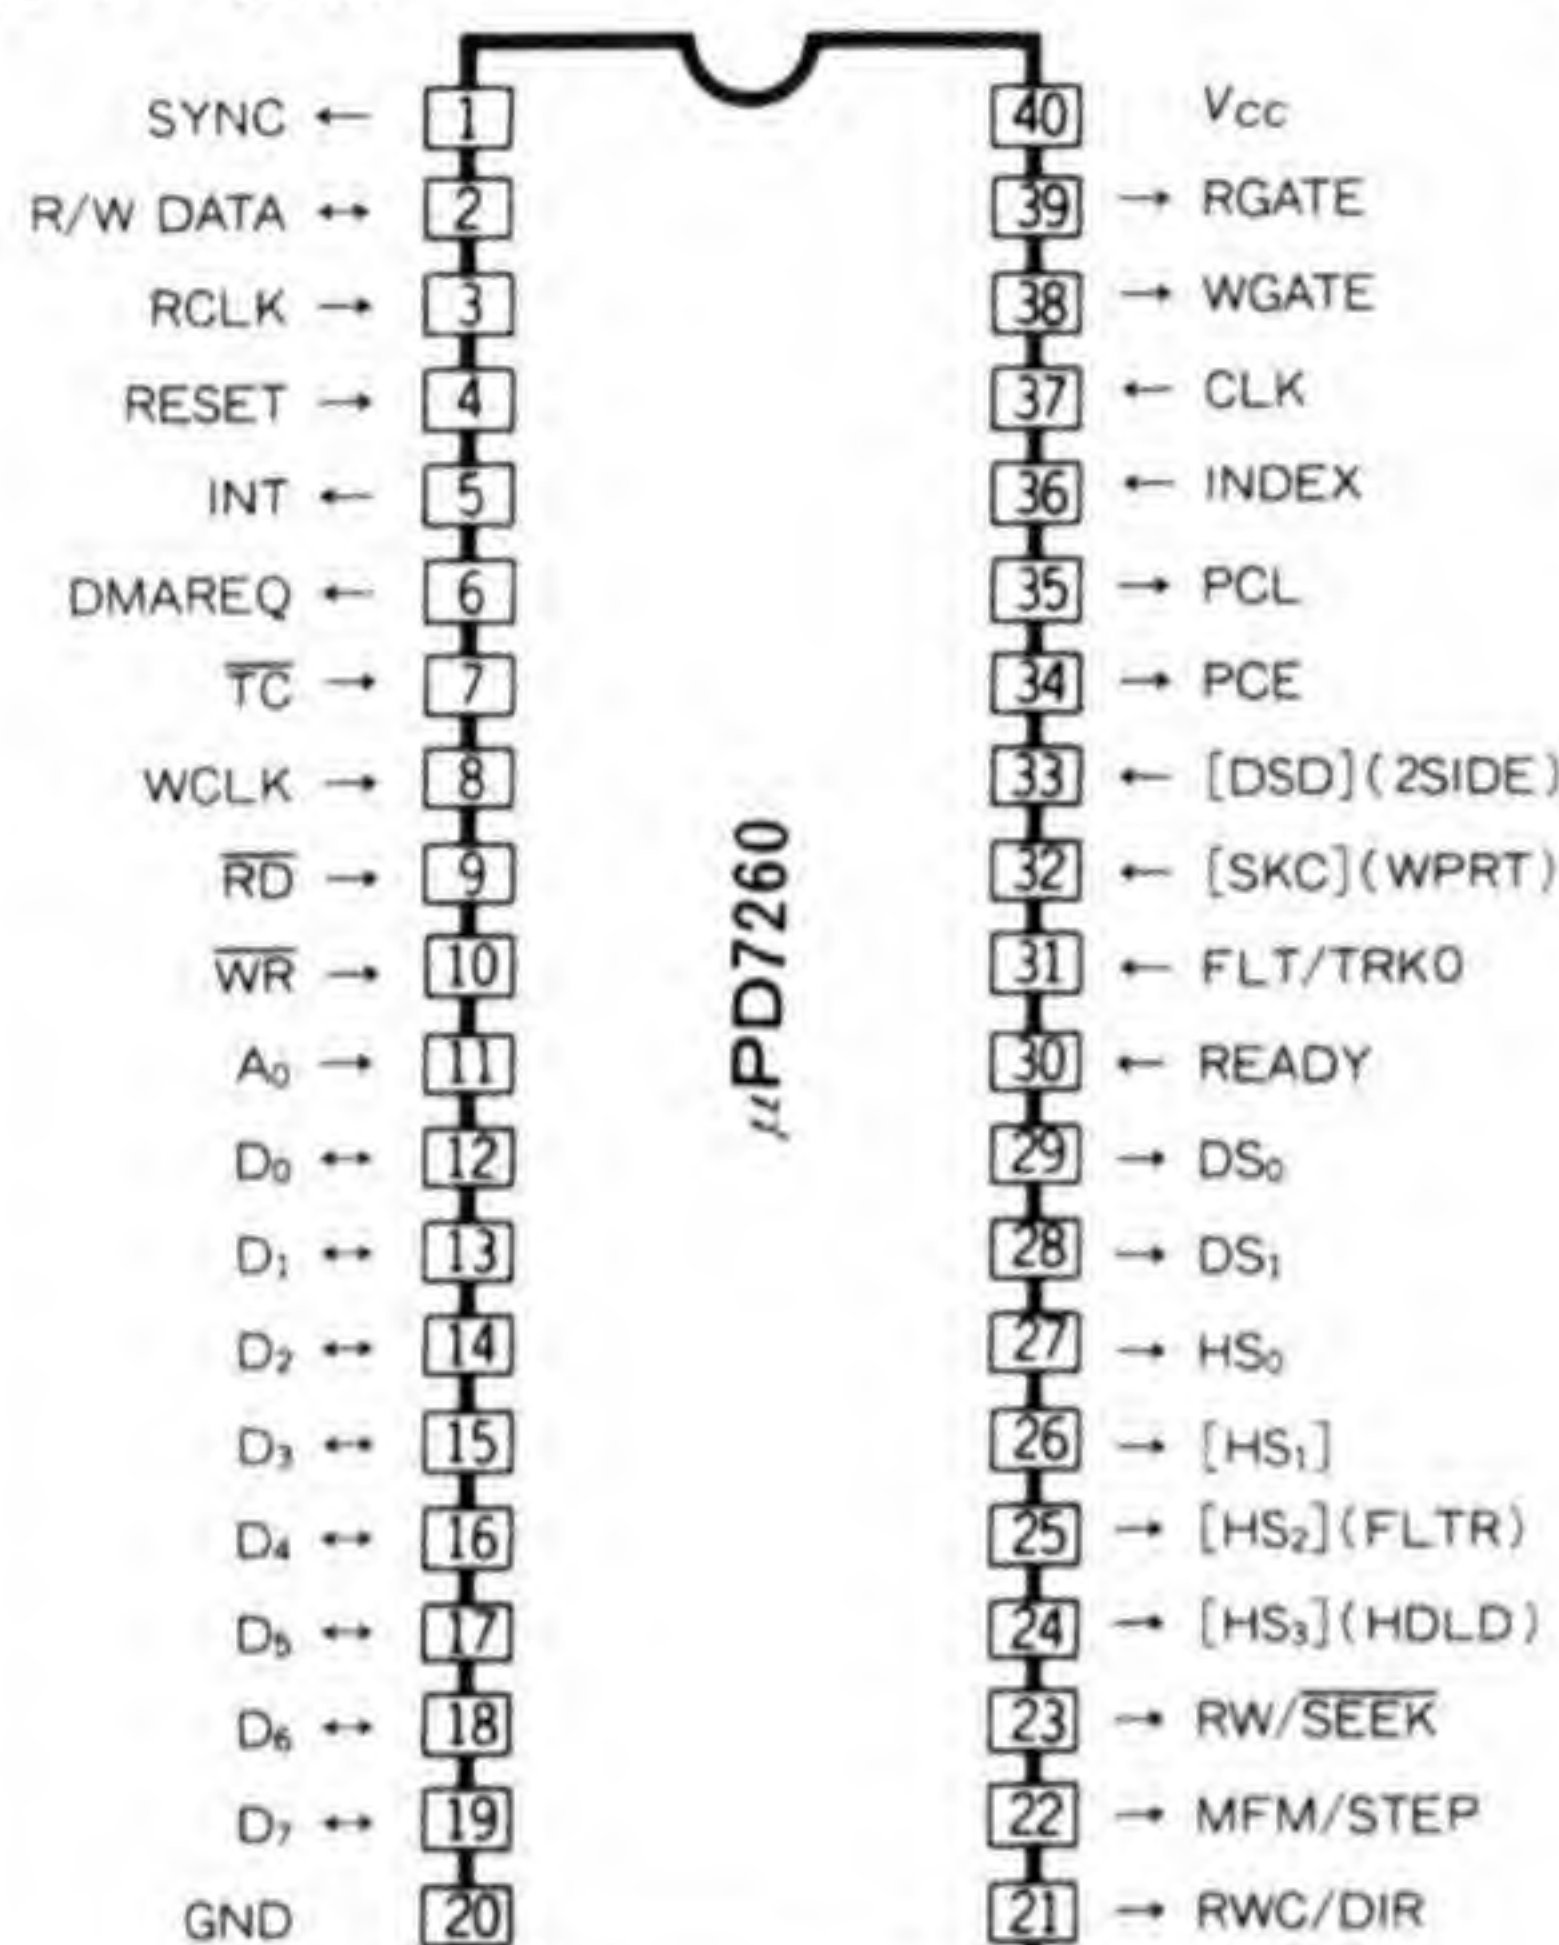 SYNC ← 1 40 Vcc
R/W DATA ↔ 2 39 → RGATE
RCLK → 3 38 → WGATE
RESET → 4 37 ← CLK
INT ← 5 36 ← INDEX
DMAREQ ← 6 35 → PCL
T̅C̅ → 7 34 → PCE
WCLK → 8 33 ← [DSD](2SIDE)
R̅D̅ → 9 32 ← [SKC](WPRT)
W̅R̅ → 10 31 ← FLT/TRK0
A₀ → 11 30 ← READY
D₀ ↔ 12 29 → DS₀
D₁ ↔ 13 28 → DS₁
D₂ ↔ 14 27 → HS₀
D₃ ↔ 15 26 → [HS₁]
D₄ ↔ 16 25 → [HS₂](FLTR)
D₅ ↔ 17 24 → [HS₃](HDLD)
D₆ ↔ 18 23 → RW/S̅E̅E̅K̅
D₇ ↔ 19 22 → MFM/STEP
GND 20 21 → RWC/DIR
μPD7260